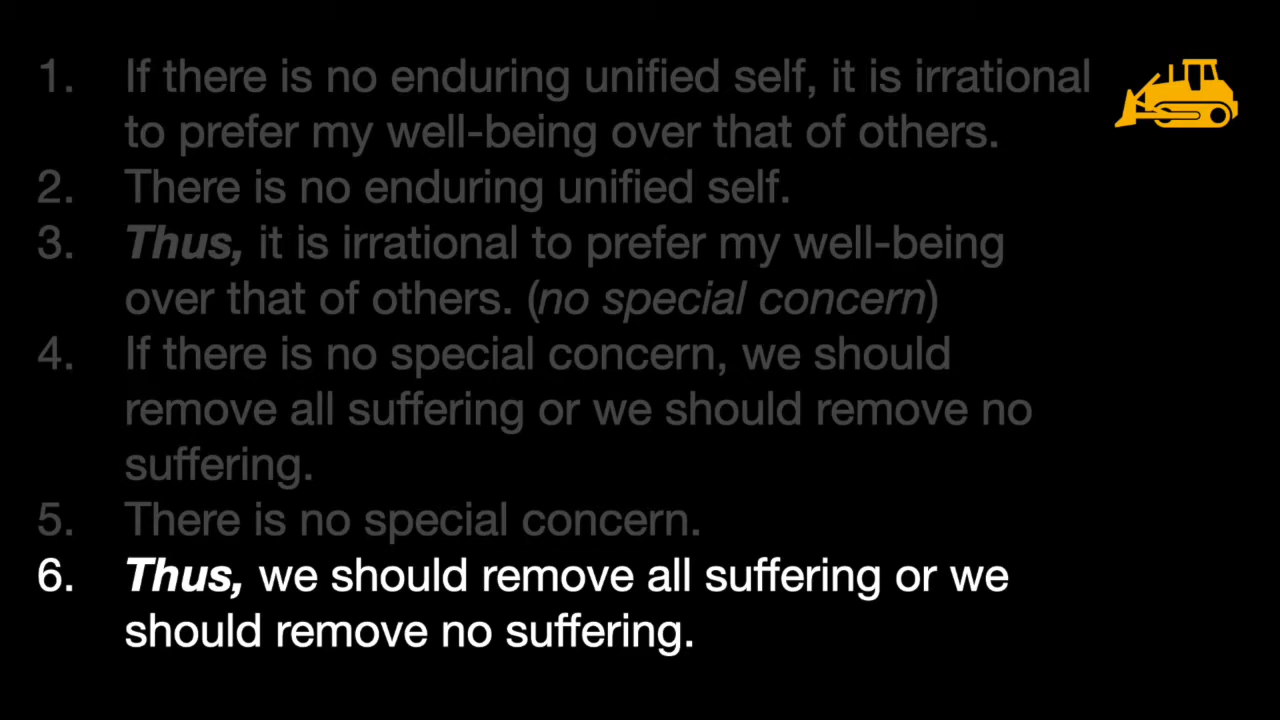 1. If there is no enduring unified self, it is irrational
to prefer my well-being over that of others.
2. There is no enduring unified self.
3. Thus, it is irrational to prefer my well-being
over that of others. (no special concern)
4. If there is no special concern, we should
remove all suffering or we should remove no
suffering.
5. There is no special concern.
6. Thus, we should remove all suffering or we
should remove no suffering.